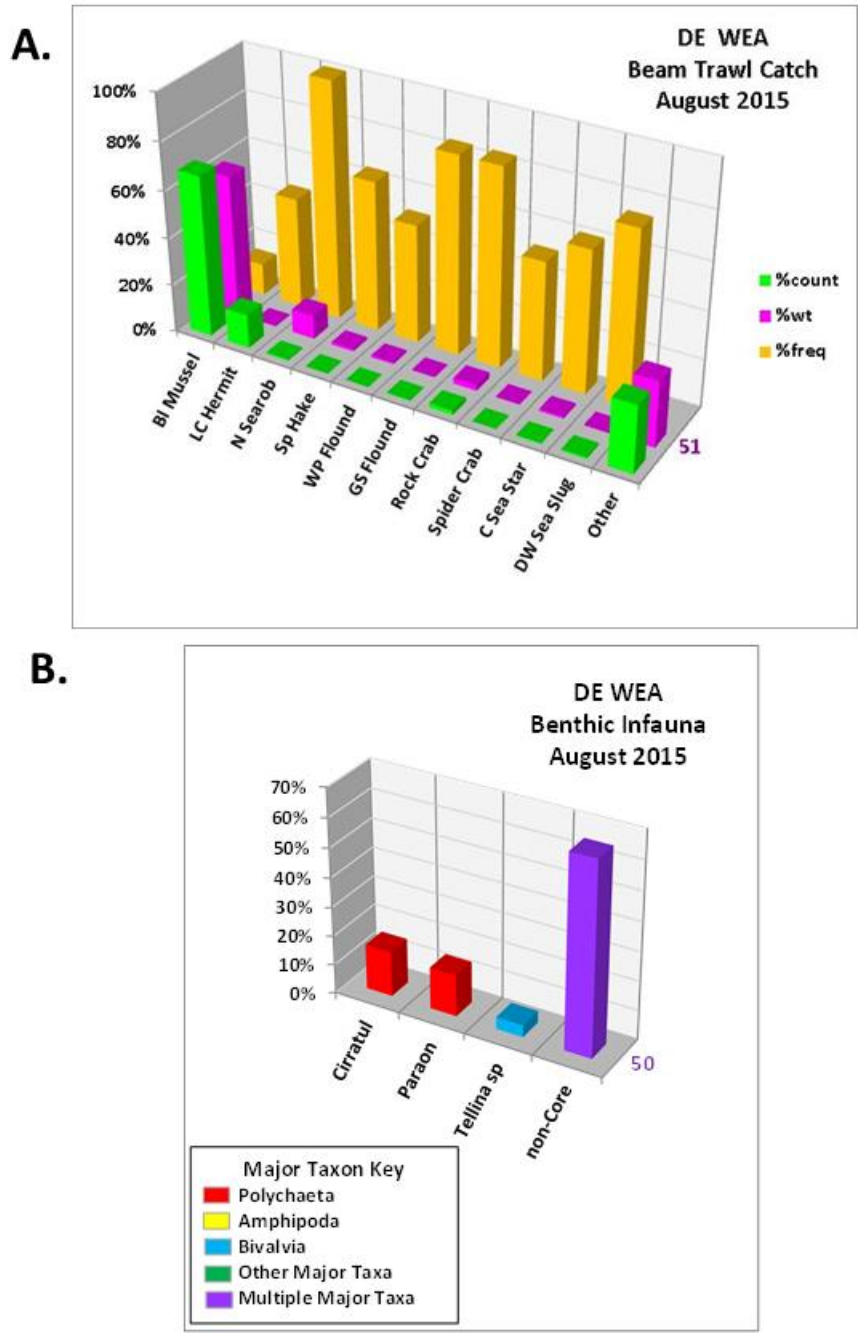 A.
DE WEA
Beam Trawl Catch
August 2015
100%
80%
60%
40%
20%
0%
Bl Mussel
LC Hermit
N Searob
Sp Hake
WP Flound
GS Flound
Rock Crab
Spider Crab
C Sea Star
DW Sea Slug
Other
51
%count
%wt
%freq
B.
DE WEA
Benthic Infauna
August 2015
70%
60%
50%
40%
30%
20%
10%
0%
Cirratul
Paraon
Tellina sp
non-Core
50
Major Taxon Key
Polychaeta
Amphipoda
Bivalvia
Other Major Taxa
Multiple Major Taxa